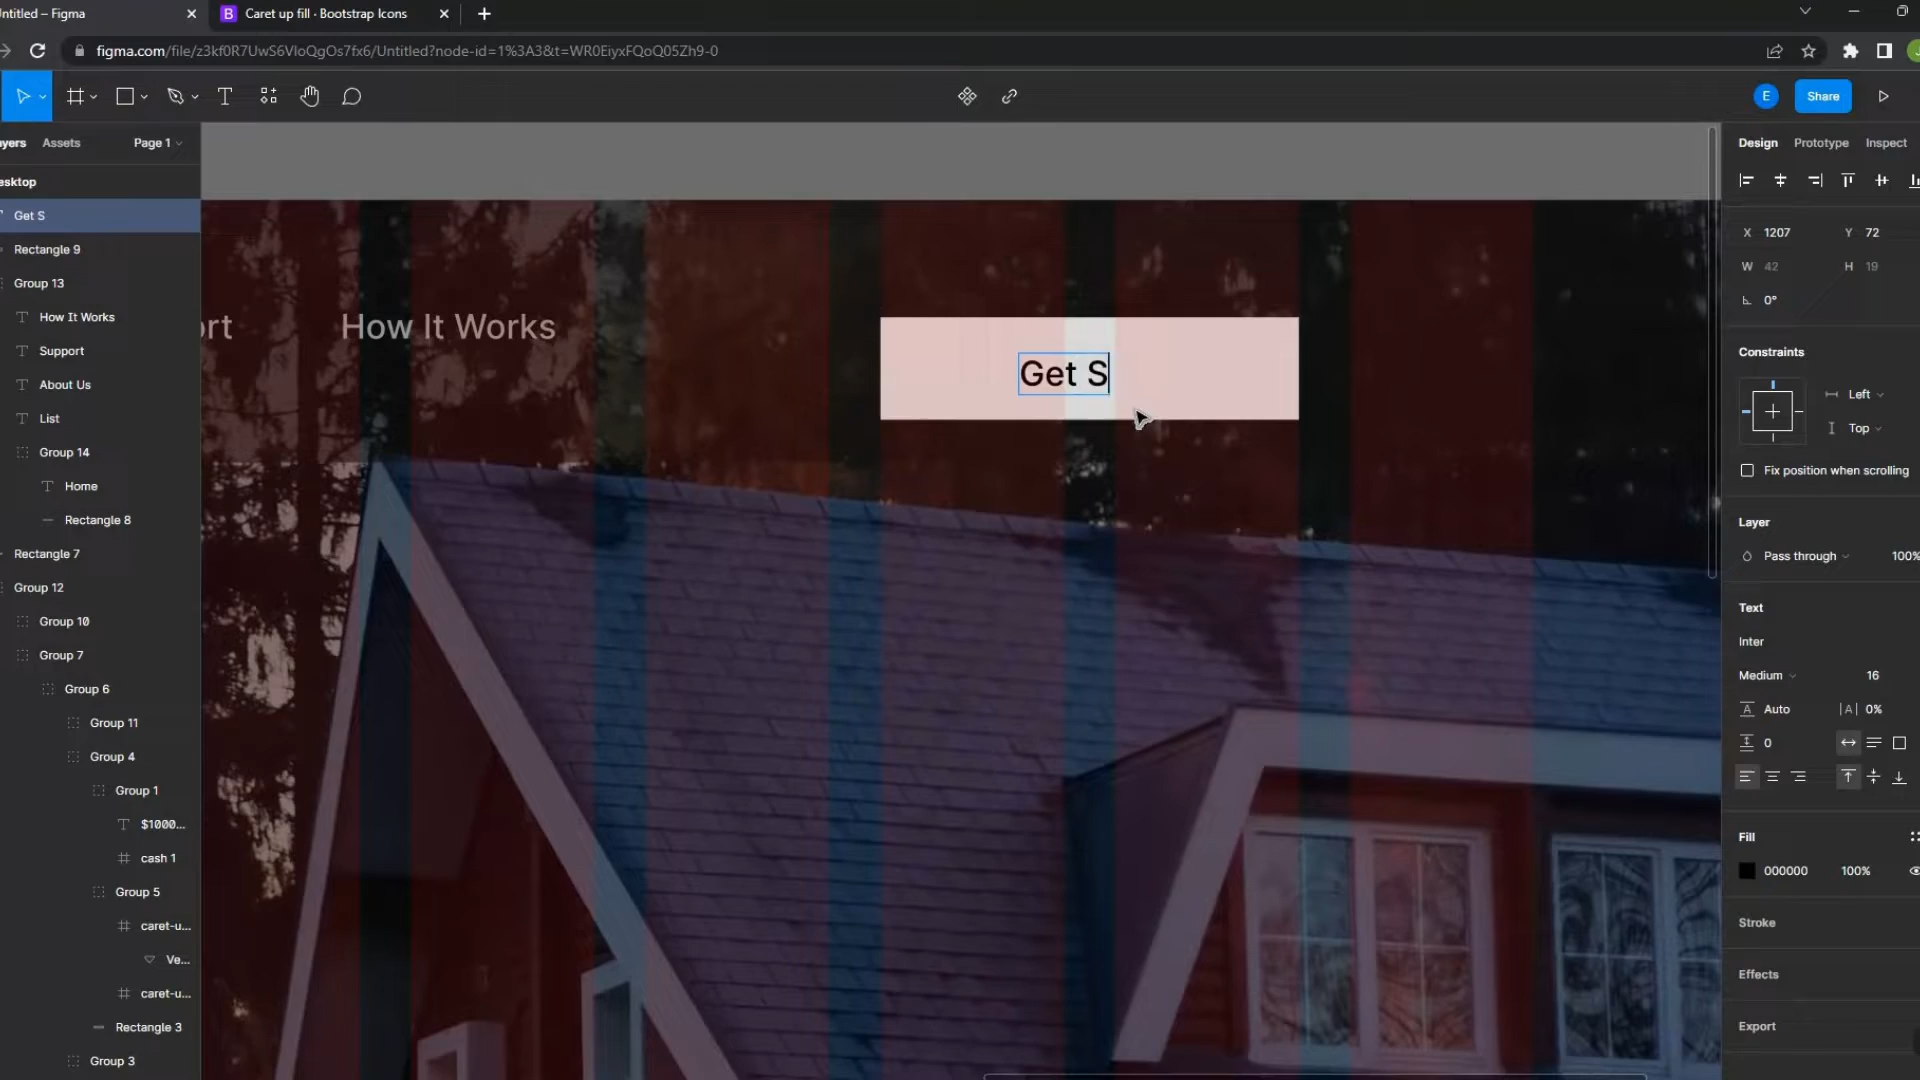 Untitled – Figma
Caret up fill · Bootstrap Icons
figma.com/file/z3kf0R7UwS6VIoQgOs7fx6/Untitled?node-id=1%3A3&t=WR0EiyxFQoQ05Zh9-0
E
Share
ayers
Assets
Page 1
Design
Prototype
Inspect
esktop
Get S
Rectangle 9
Group 13
How It Works
Support
About Us
List
Group 14
Home
Rectangle 8
Rectangle 7
Group 12
Group 10
Group 7
Group 6
Group 11
Group 4
Group 1
$1000...
cash 1
Group 5
caret-u...
Ve...
caret-u...
Rectangle 3
Group 3
ort
How It Works
Get S
X 1207
Y 72
W 42
H 19
0°
Constraints
Left
Top
Fix position when scrolling
Layer
Pass through
100%
Text
Inter
Medium
16
Auto
|A| 0%
0
Fill
000000
100%
Stroke
Effects
Export